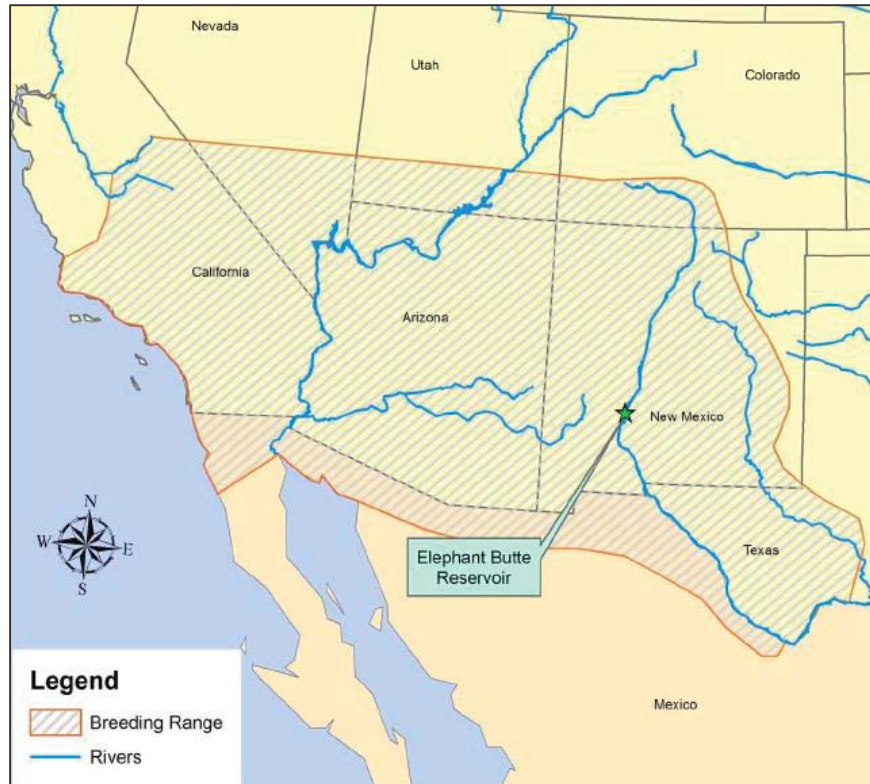 Nevada
Utah
Colorado
California
Arizona
New Mexico
N
W
E
S
Elephant Butte
Reservoir
Texas
Legend
Breeding Range
Rivers
Mexico